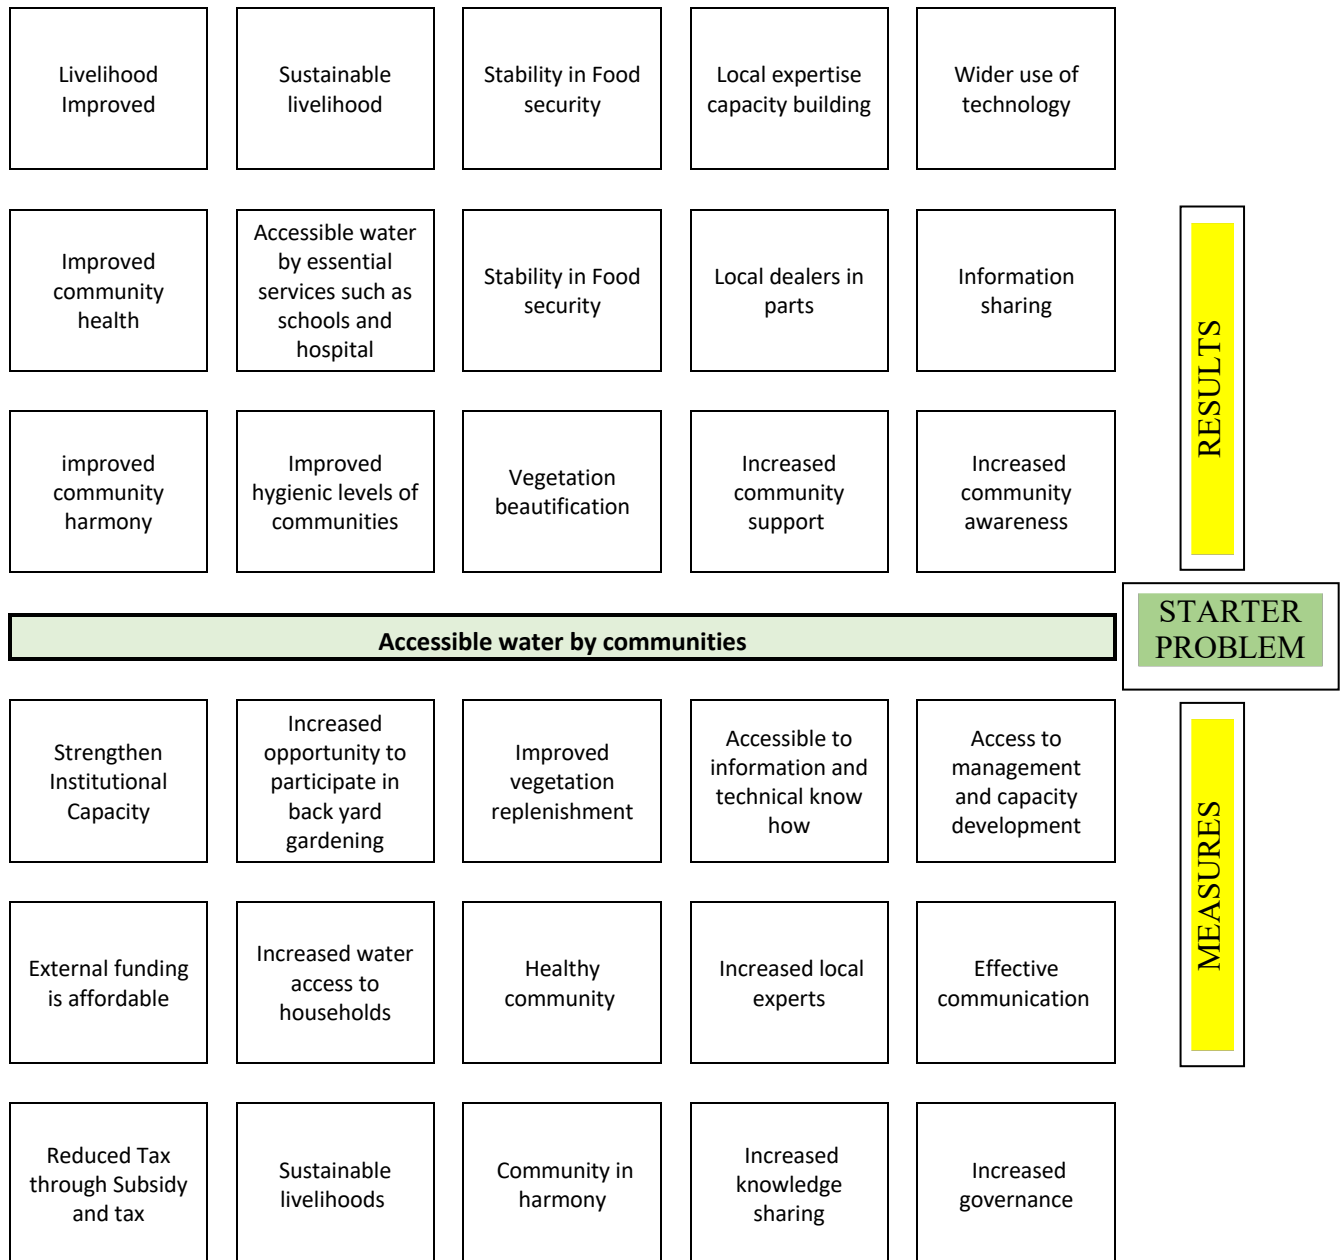 Livelihood
Improved
Sustainable
livelihood
Stability in Food
security
Local expertise
capacity building
Wider use of
technology
Improved
community
health
Accessible water
by essential
services such as
schools and
hospital
Stability in Food
security
Local dealers in
parts
Information
sharing
RESULTS
improved
community
harmony
Improved
hygienic levels of
communities
Vegetation
beautification
Increased
community
support
Increased
community
awareness
Accessible water by communities
STARTER
PROBLEM
Strengthen
Institutional
Capacity
Increased
opportunity to
participate in
back yard
gardening
Improved
vegetation
replenishment
Accessible to
information and
technical know
how
Access to
management
and capacity
development
MEASURES
External funding
is affordable
Increased water
access to
households
Healthy
community
Increased local
experts
Effective
communication
Reduced Tax
through Subsidy
and tax
Sustainable
livelihoods
Community in
harmony
Increased
knowledge
sharing
Increased
governance